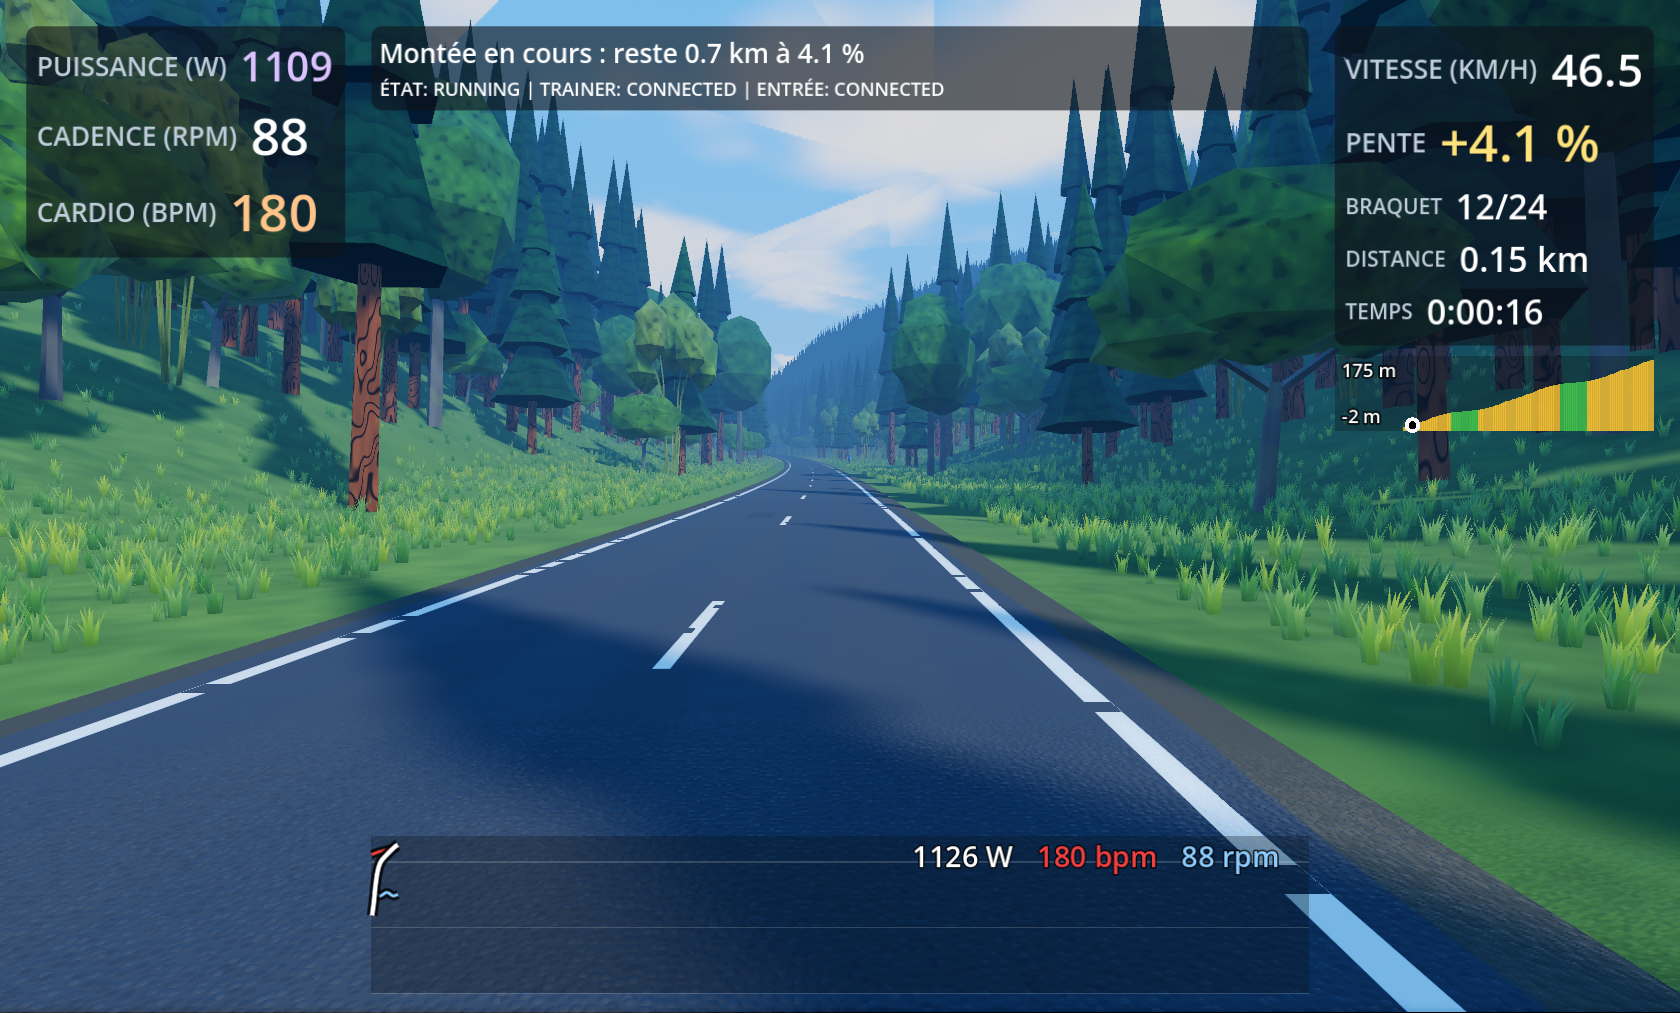 PUISSANCE (W) 1109
CADENCE (RPM) 88
CARDIO (BPM) 180
Montée en cours : reste 0.7 km à 4.1 %
ÉTAT: RUNNING | TRAINER: CONNECTED | ENTRÉE: CONNECTED
VITESSE (KM/H) 46.5
PENTE +4.1 %
BRAQUET 12/24
DISTANCE 0.15 km
TEMPS 0:00:16
175 m
-2 m
1126 W 180 bpm 88 rpm